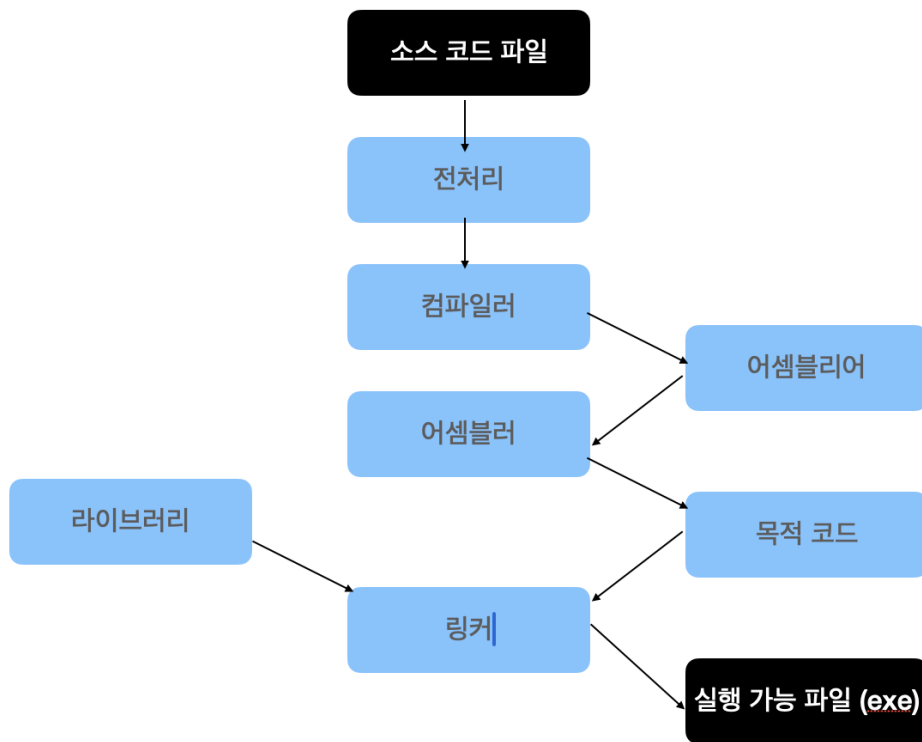 소스 코드 파일
전처리
컴파일러
어셈블리어
어셈블러
라이브러리
목적 코드
링커
실행 가능 파일 (exe)